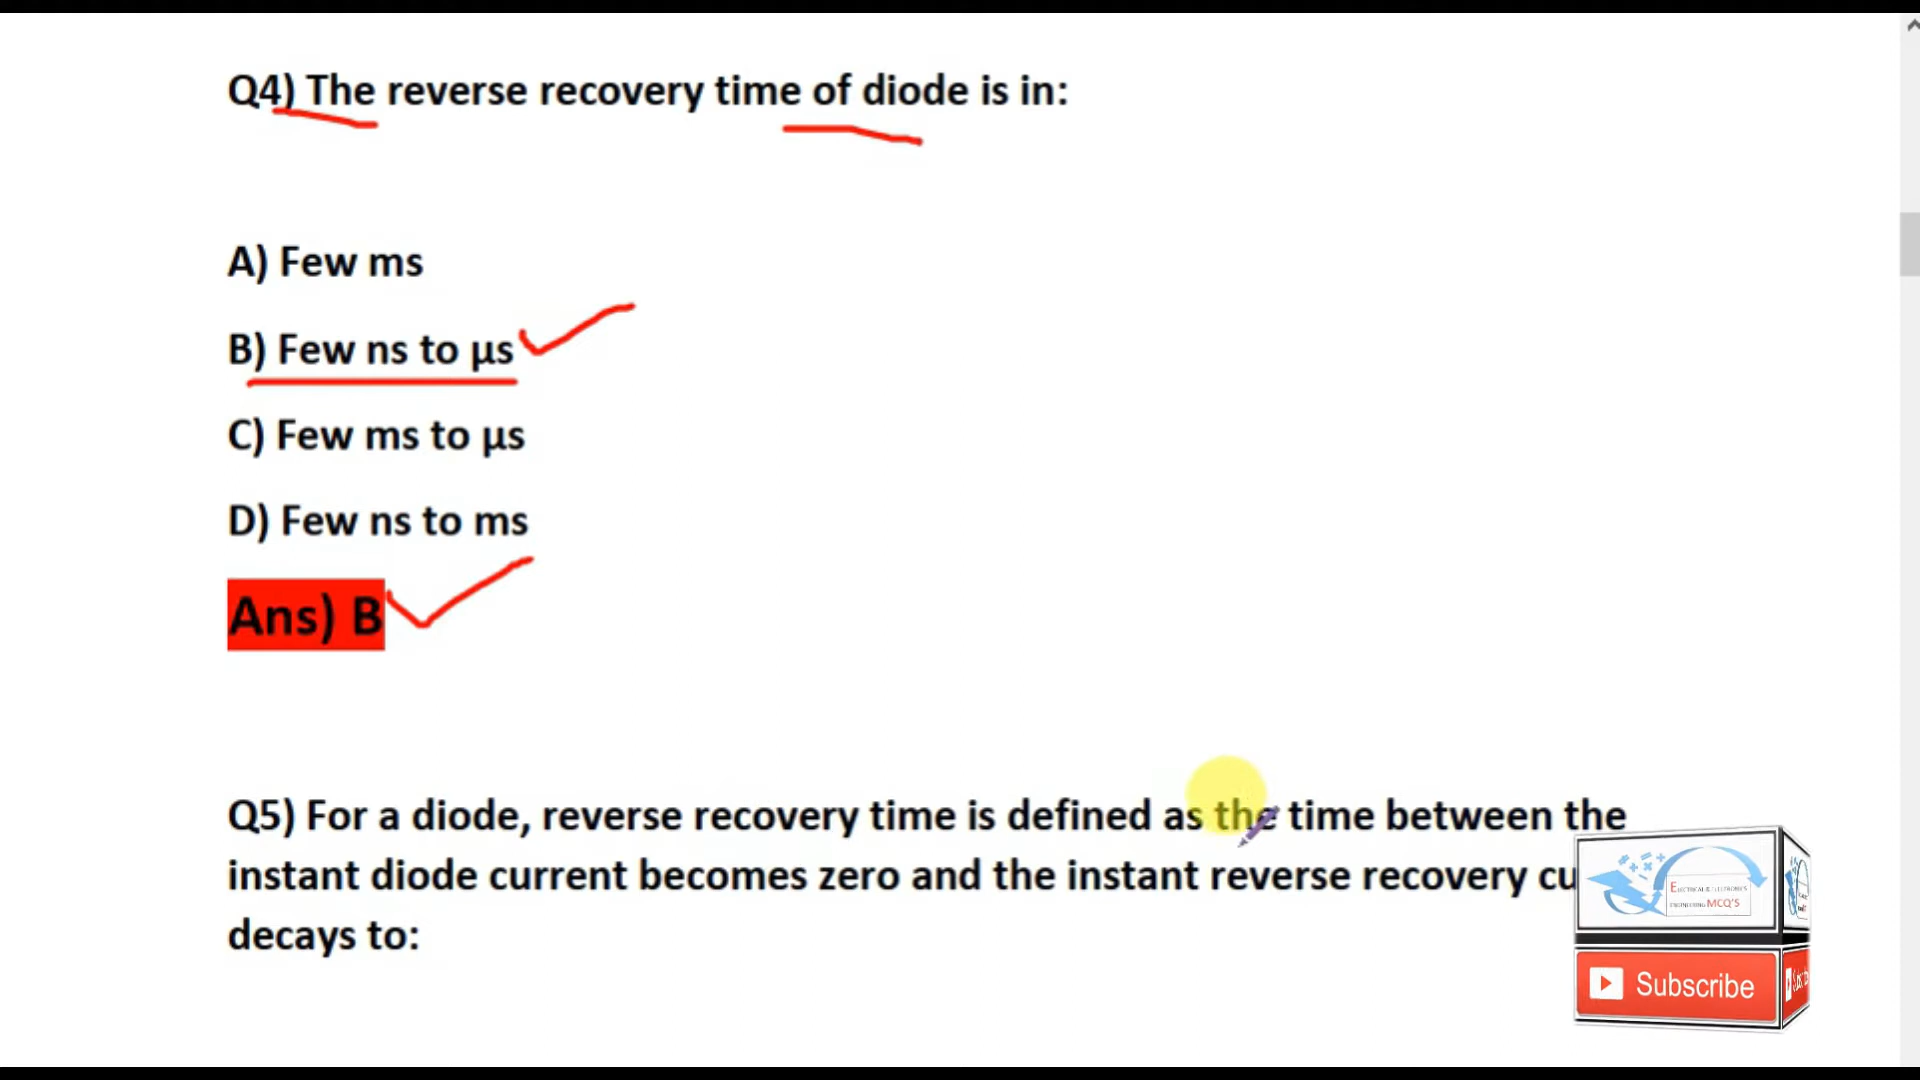 Q4) The reverse recovery time of diode is in:
A) Few ms
B) Few ns to μs
C) Few ms to μs
D) Few ns to ms
Ans) B
Q5) For a diode, reverse recovery time is defined as the time between the
instant diode current becomes zero and the instant reverse recovery cu
decays to:
MCQ'S
Subscribe